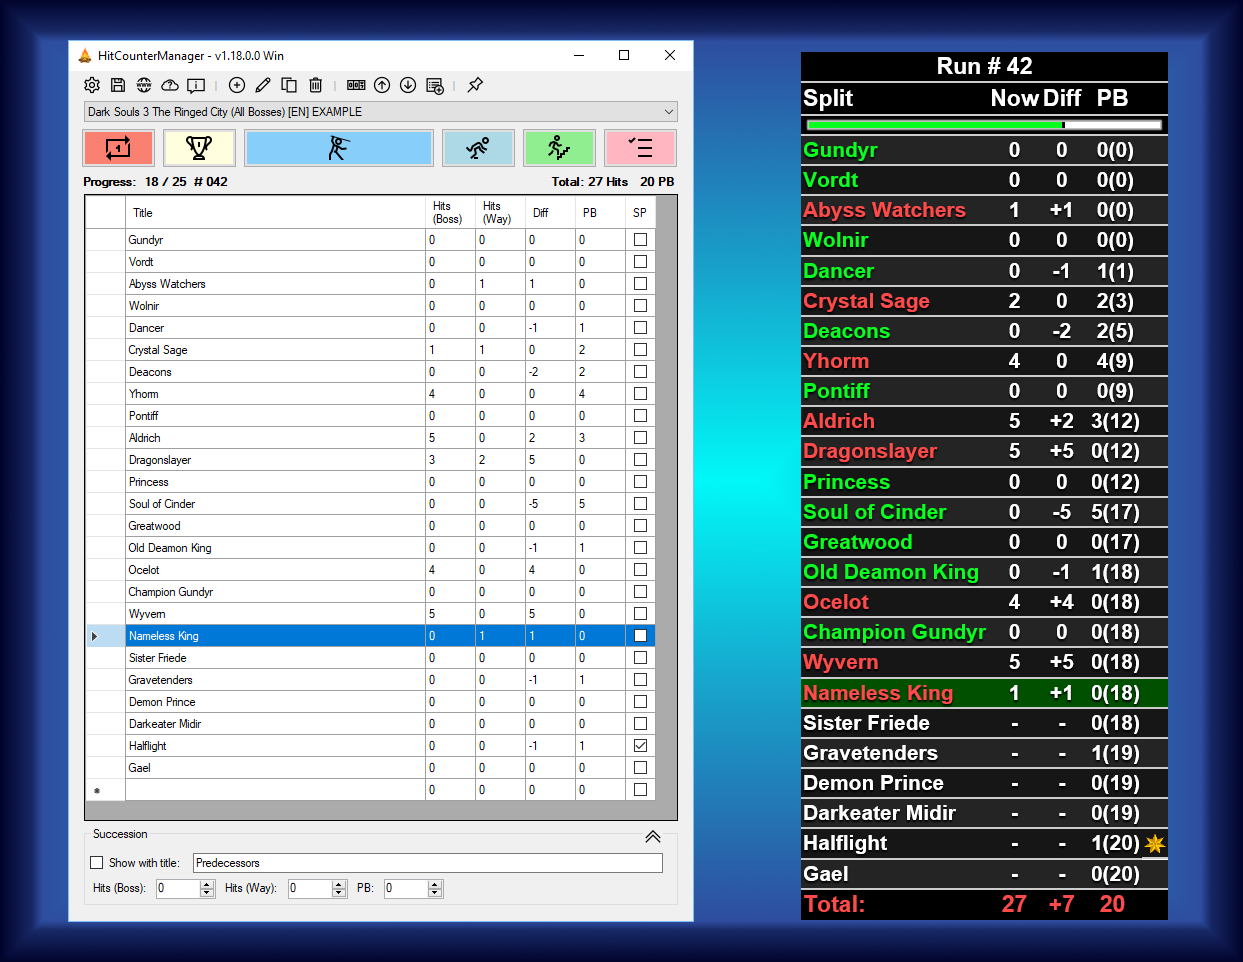 HitCounterManager - v1.18.0.0 Win
Dark Souls 3 The Ringed City (All Bosses) [EN] EXAMPLE
1
Progress: 18 / 25 # 042 Total: 27 Hits 20 PB
Title Hits (Boss) Hits (Way) Diff PB SP
Gundyr 0 0 0 0
Vordt 0 0 0 0
Abyss Watchers 0 1 1 0
Wolnir 0 0 0 0
Dancer 0 0 -1 1
Crystal Sage 1 1 0 2
Deacons 0 0 -2 2
Yhorm 4 0 0 4
Pontiff 0 0 0 0
Aldrich 5 0 2 3
Dragonslayer 3 2 5 0
Princess 0 0 0 0
Soul of Cinder 0 0 -5 5
Greatwood 0 0 0 0
Old Deamon King 0 0 -1 1
Ocelot 4 0 4 0
Champion Gundyr 0 0 0 0
Wyvern 5 0 5 0
Nameless King 0 1 1 0
Sister Friede 0 0 0 0
Gravetenders 0 0 -1 1
Demon Prince 0 0 0 0
Darkeater Midir 0 0 0 0
Halflight 0 0 -1 1
Gael 0 0 0 0
0 0 0 0
Succession
Show with title: Predecessors
Hits (Boss): 0 Hits (Way): 0 PB: 0
Run # 42
Split Now Diff PB
Gundyr 0 0 0(0)
Vordt 0 0 0(0)
Abyss Watchers 1 +1 0(0)
Wolnir 0 0 0(0)
Dancer 0 -1 1(1)
Crystal Sage 2 0 2(3)
Deacons 0 -2 2(5)
Yhorm 4 0 4(9)
Pontiff 0 0 0(9)
Aldrich 5 +2 3(12)
Dragonslayer 5 +5 0(12)
Princess 0 0 0(12)
Soul of Cinder 0 -5 5(17)
Greatwood 0 0 0(17)
Old Deamon King 0 -1 1(18)
Ocelot 4 +4 0(18)
Champion Gundyr 0 0 0(18)
Wyvern 5 +5 0(18)
Nameless King 1 +1 0(18)
Sister Friede - - 0(18)
Gravetenders - - 1(19)
Demon Prince - - 0(19)
Darkeater Midir - - 0(19)
Halflight - - 1(20)
Gael - - 0(20)
Total: 27 +7 20